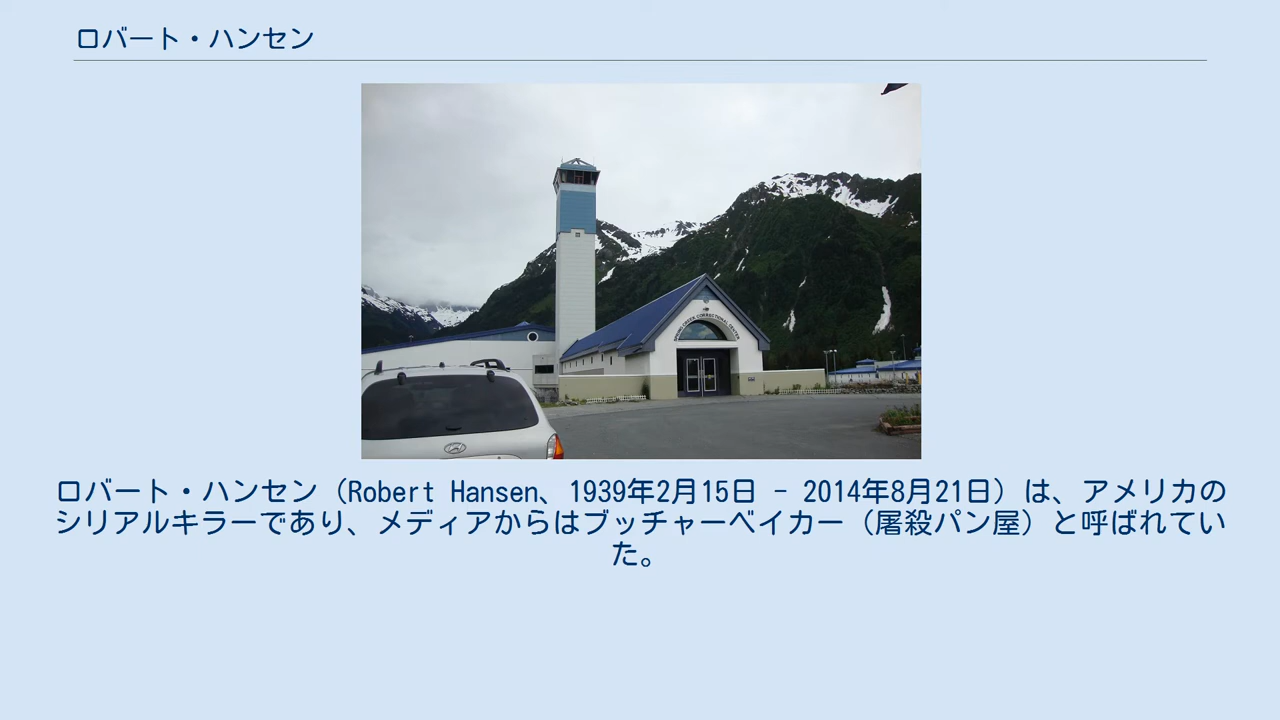 ロバート・ハンセン
SPRING CREEK CORRECTIONAL CENTER
ロバート・ハンセン（Robert Hansen、1939年2月15日 - 2014年8月21日）は、アメリカの
シリアルキラーであり、メディアからはブッチャーベイカー（屠殺パン屋）と呼ばれてい
た。